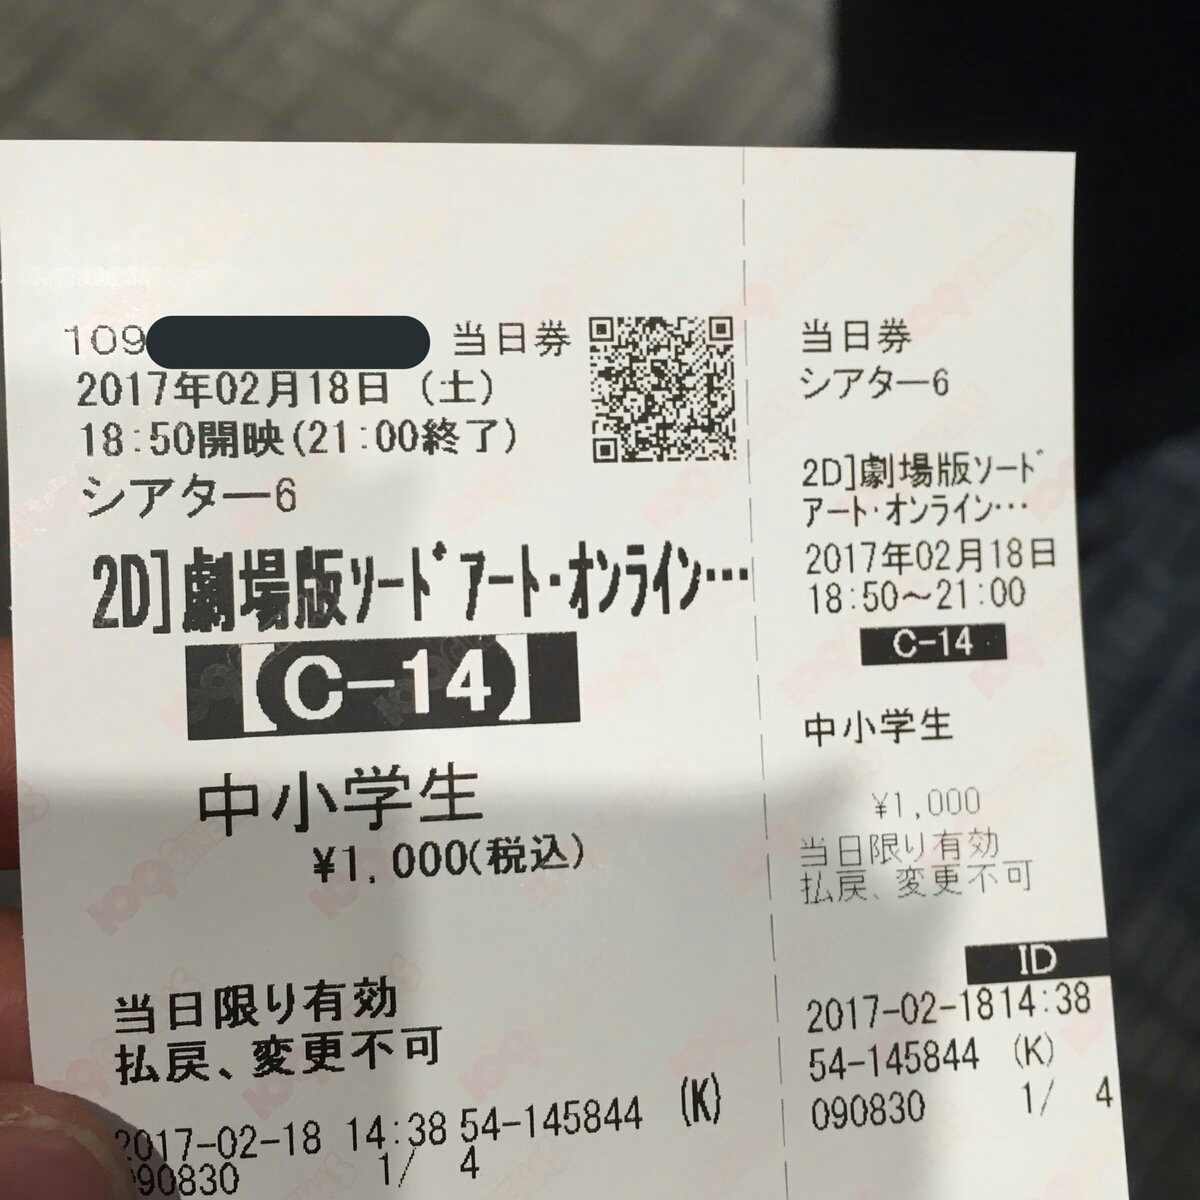 109 当日券
2017年02月18日 (土)
18:50開映(21:00終了)
シアター6
2D]劇場版ソードアート・オンライン…
【C-14】
中小学生
¥1,000(税込)
当日限り有効
払戻、変更不可
2017-02-18 14:38 54-145844 (K)
090830 1/ 4
当日券
シアター6
2D]劇場版ソード
アート・オンライン…
2017年02月18日
18:50～21:00
C-14
中小学生
¥1,000
当日限り有効
払戻、変更不可
ID
2017-02-18 14:38
54-145844 (K)
090830 1/ 4